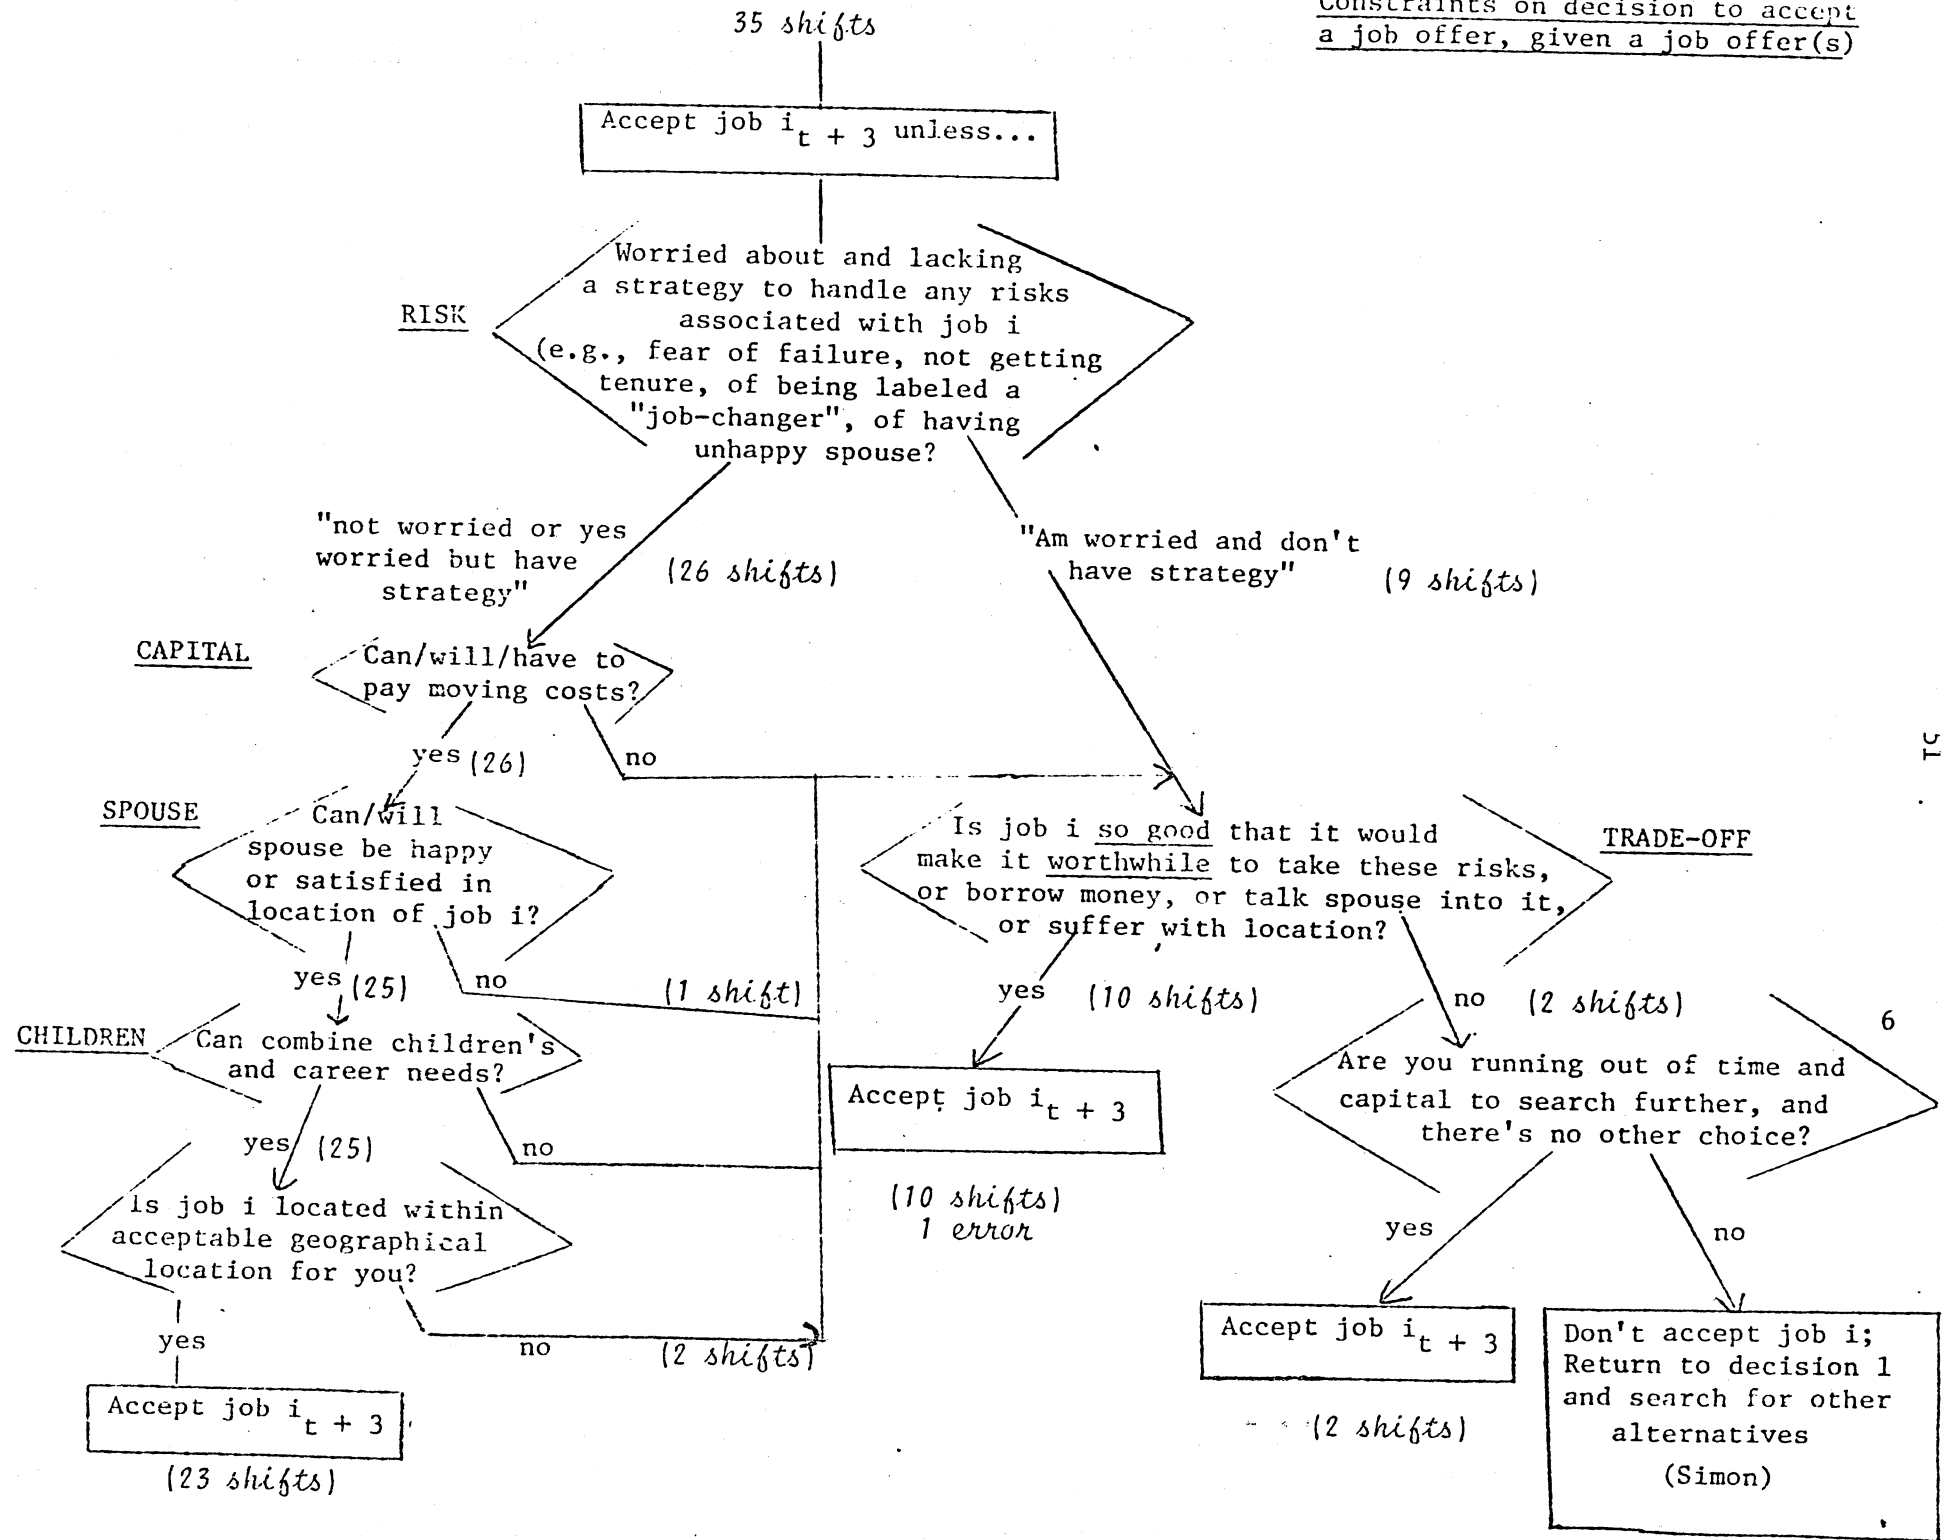 35 shifts
Constraints on decision to accept
a job offer, given a job offer(s)
Accept job i t + 3 unless...
RISK
Worried about and lacking
a strategy to handle any risks
associated with job i
(e.g., fear of failure, not getting
tenure, of being labeled a
"job-changer", of having
unhappy spouse?
"not worried or yes
worried but have
strategy"
(26 shifts)
"Am worried and don't
have strategy"
(9 shifts)
CAPITAL
Can/will/have to
pay moving costs?
yes (26)
no
51
SPOUSE
Can/will
spouse be happy
or satisfied in
location of job i?
yes (25)
no
(1 shift)
TRADE-OFF
Is job i so good that it would
make it worthwhile to take these risks,
or borrow money, or talk spouse into it,
or suffer with location?
yes (10 shifts)
no (2 shifts)
6
CHILDREN
Can combine children's
and career needs?
yes (25)
no
Accept job i t + 3
(10 shifts)
1 error
Are you running out of time and
capital to search further, and
there's no other choice?
yes
no
Is job i located within
acceptable geographical
location for you?
yes
no
(2 shifts)
Accept job i t + 3
(23 shifts)
Accept job i t + 3
(2 shifts)
Don't accept job i;
Return to decision 1
and search for other
alternatives
(Simon)